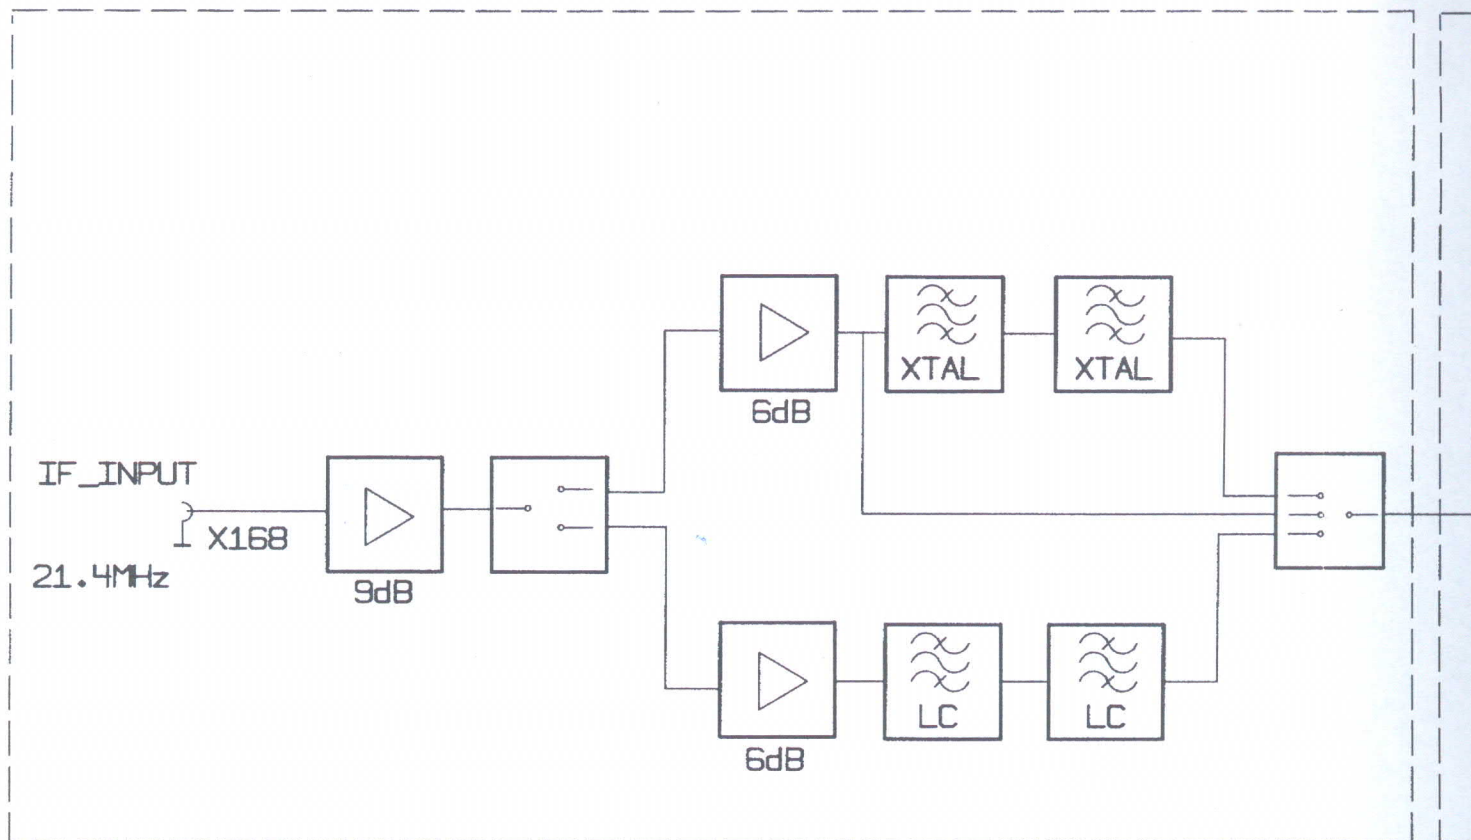 XTAL
XTAL
6dB
IF_INPUT
X168
21.4MHz
9dB
LC
LC
6dB